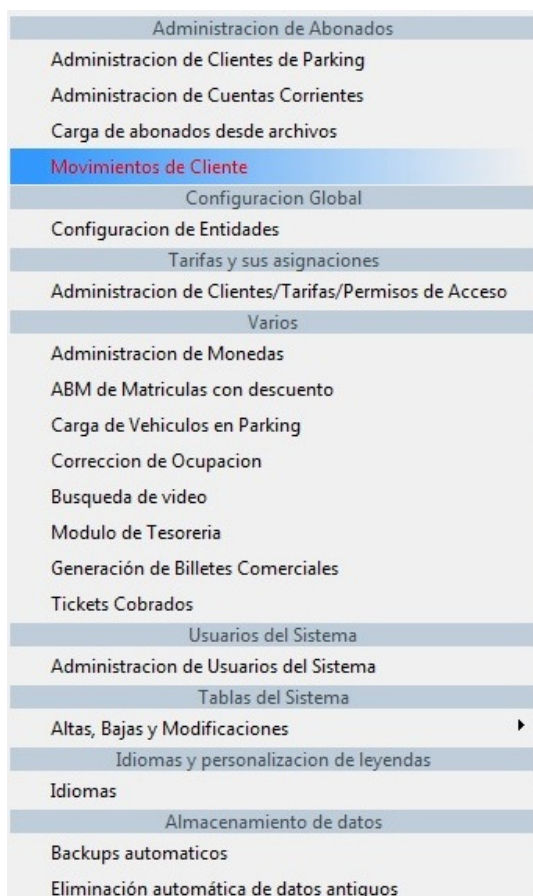 Administracion de Abonados
Administracion de Clientes de Parking
Administracion de Cuentas Corrientes
Carga de abonados desde archivos
Movimientos de Cliente
Configuracion Global
Configuracion de Entidades
Tarifas y sus asignaciones
Administracion de Clientes/Tarifas/Permisos de Acceso
Varios
Administracion de Monedas
ABM de Matriculas con descuento
Carga de Vehiculos en Parking
Correccion de Ocupacion
Busqueda de video
Modulo de Tesoreria
Generación de Billetes Comerciales
Tickets Cobrados
Usuarios del Sistema
Administracion de Usuarios del Sistema
Tablas del Sistema
Altas, Bajas y Modificaciones
Idiomas y personalizacion de leyendas
Idiomas
Almacenamiento de datos
Backups automaticos
Eliminación automática de datos antiguos